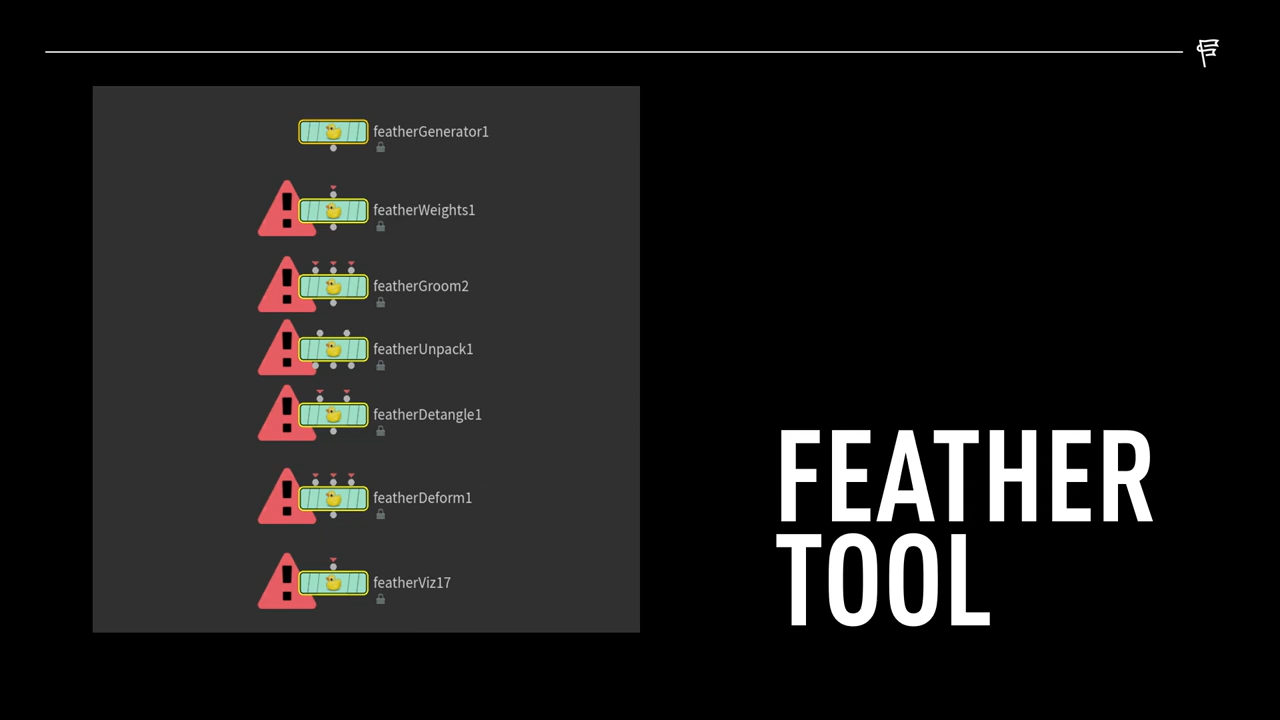 featherGenerator1
featherWeights1
featherGroom2
featherUnpack1
featherDetangle1
featherDeform1
featherViz17
FEATHER
TOOL